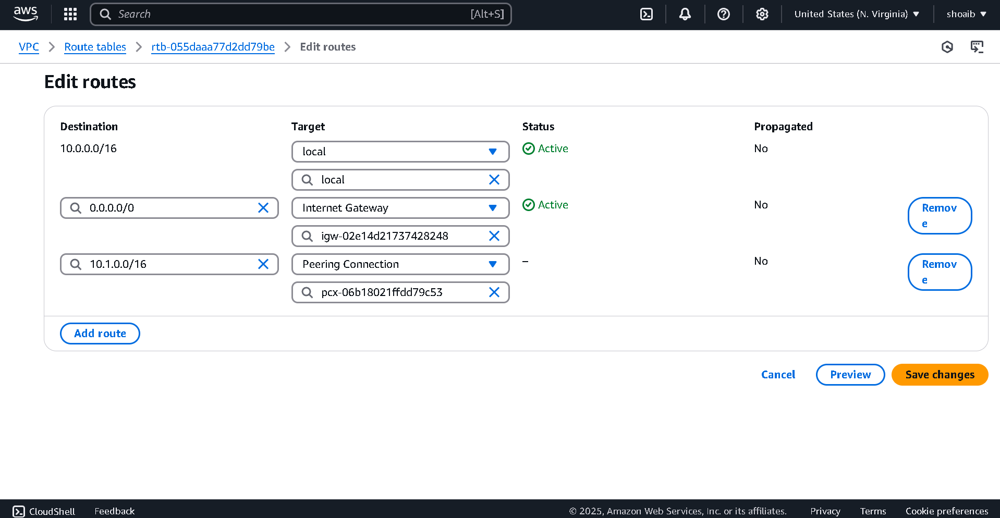 aws
Search [Alt+S]
United States (N. Virginia) shoaib
VPC Route tables rtb-055daaa77d2dd79be Edit routes
Edit routes
Destination Target Status Propagated
10.0.0.0/16 local Active No
local
0.0.0.0/0 Internet Gateway Active No Remov
e
igw-02e14d21737428248
10.1.0.0/16 Peering Connection – No Remov
e
pcx-06b18021ffdd79c53
Add route
Cancel Preview Save changes
CloudShell Feedback © 2025, Amazon Web Services, Inc. or its affiliates. Privacy Terms Cookie preferences